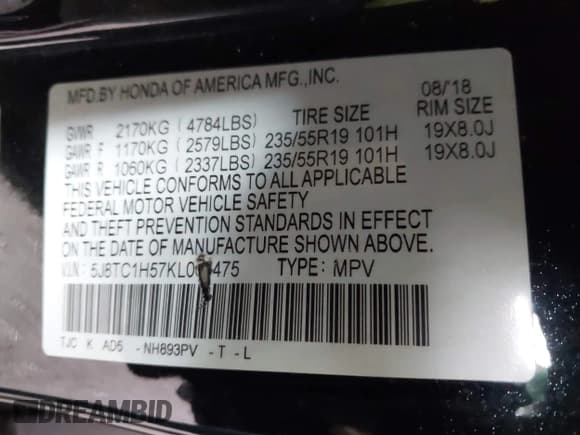 MFD.BY HONDA OF AMERICA MFG.,INC. 08/18
TIRE SIZE RIM SIZE
GVWR 2170KG (4784LBS)
GAWR F 1170KG (2579LBS) 235/55R19 101H 19X8.0J
GAWR R 1060KG (2337LBS) 235/55R19 101H 19X8.0J
THIS VEHICLE CONFORMS TO ALL APPLICABLE
FEDERAL MOTOR VEHICLE SAFETY
AND THEFT PREVENTION STANDARDS IN EFFECT
ON THE DATE OF MANUFACTURE SHOWN ABOVE.
TYPE: MPV
TJC K AD5 -NH893PV -T -L
DREAMBID